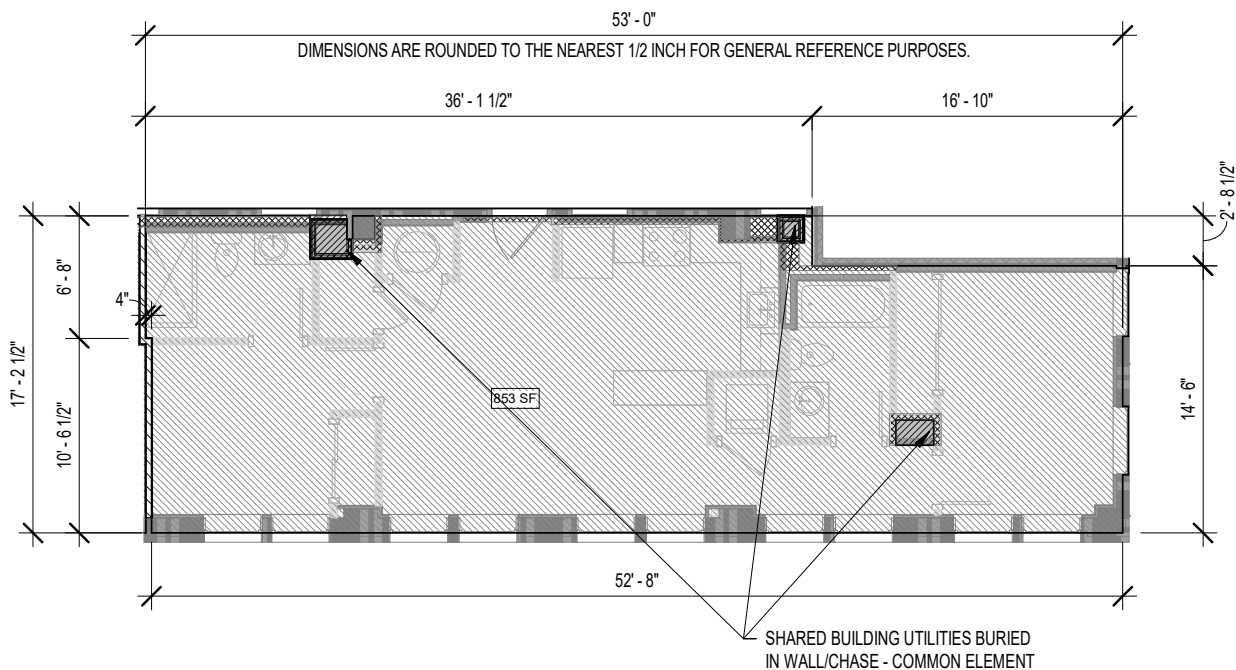 53' - 0"
DIMENSIONS ARE ROUNDED TO THE NEAREST 1/2 INCH FOR GENERAL REFERENCE PURPOSES.
36' - 1 1/2"
16' - 10"
2' - 8 1/2"
6' - 8"
4"
17' - 2 1/2"
10' - 6 1/2"
853 SF
14' - 6"
52' - 8"
SHARED BUILDING UTILITIES BURIED
IN WALL/CHASE - COMMON ELEMENT